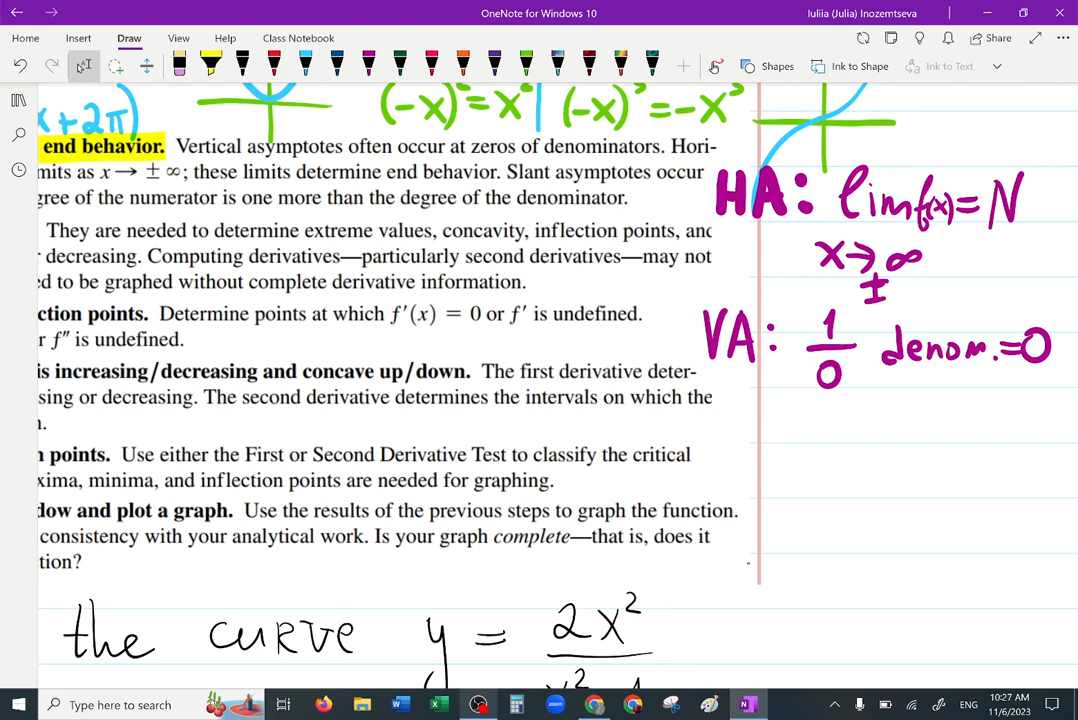 OneNote for Windows 10
Iuliia (Julia) Inozemtseva
Home Insert Draw View Help Class Notebook
Share
Shapes Ink to Shape Ink to Text
x+2π)
(-x)²=x² (-x)³=-x³
end behavior. Vertical asymptotes often occur at zeros of denominators. Hori-
mits as x → ± ∞; these limits determine end behavior. Slant asymptotes occur
gree of the numerator is one more than the degree of the denominator.
They are needed to determine extreme values, concavity, inflection points, and
decreasing. Computing derivatives—particularly second derivatives—may not
ed to be graphed without complete derivative information.
ction points. Determine points at which f′(x) = 0 or f′ is undefined.
r f″ is undefined.
is increasing/decreasing and concave up/down. The first derivative deter-
sing or decreasing. The second derivative determines the intervals on which the
n.
n points. Use either the First or Second Derivative Test to classify the critical
xima, minima, and inflection points are needed for graphing.
dow and plot a graph. Use the results of the previous steps to graph the function.
consistency with your analytical work. Is your graph complete—that is, does it
tion?
HA: lim f(x) = N
x → ∞
±
VA: 1/0 denom. = 0
the curve y = 2x²
Type here to search
ENG
10:27 AM
11/6/2023